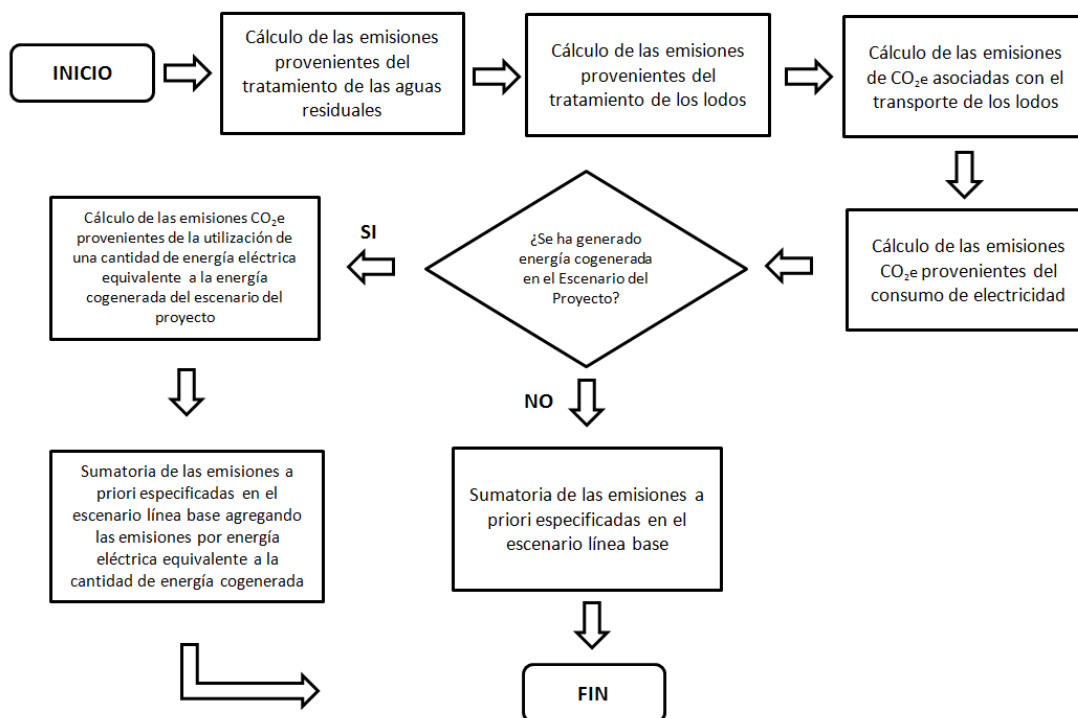 INICIO
Cálculo de las emisiones
provenientes del
tratamiento de las aguas
residuales
Cálculo de las emisiones
provenientes del
tratamiento de los lodos
Cálculo de las emisiones
de CO₂e asociadas con el
transporte de los lodos
Cálculo de las emisiones
CO₂e provenientes del
consumo de electricidad
¿Se ha generado
energía cogenerada
en el Escenario del
Proyecto?
SI
Cálculo de las emisiones CO₂e
provenientes de la utilización de
una cantidad de energía eléctrica
equivalente a la energía
cogenerada del escenario del
proyecto
NO
Sumatoria de las emisiones a
priori especificadas en el
escenario línea base agregando
las emisiones por energía
eléctrica equivalente a la
cantidad de energía cogenerada
Sumatoria de las emisiones a
priori especificadas en el
escenario línea base
FIN